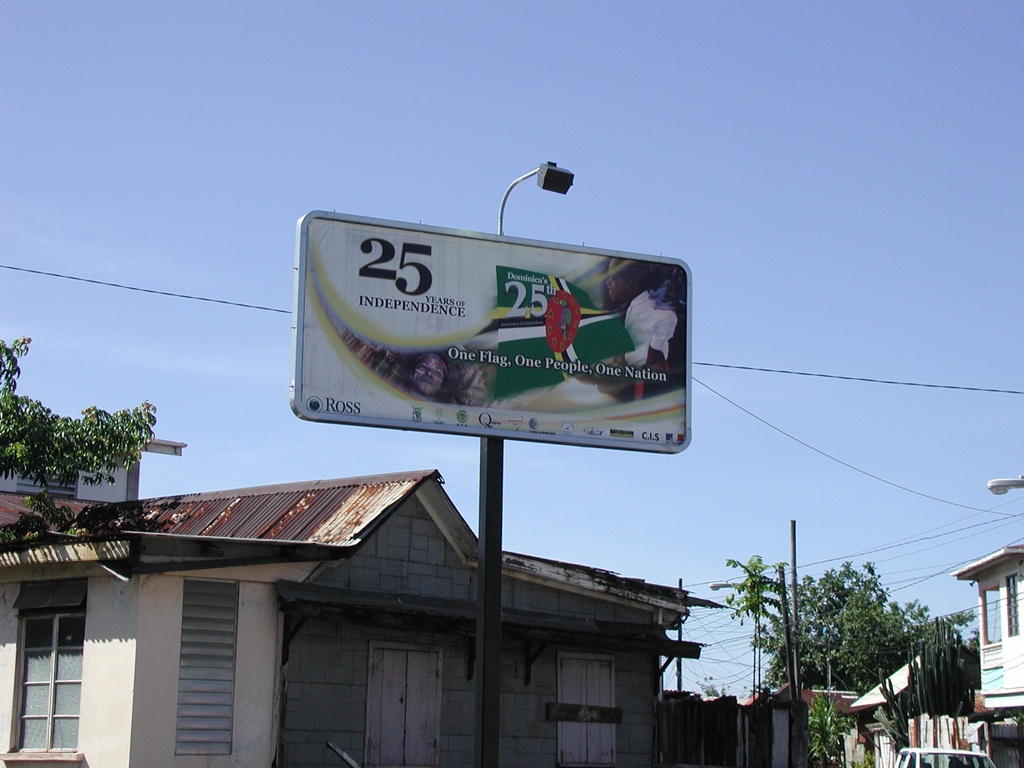 25
YEARS OF
INDEPENDENCE
Dominica's
25th
One Flag, One People, One Nation
ROSS
C.I.S